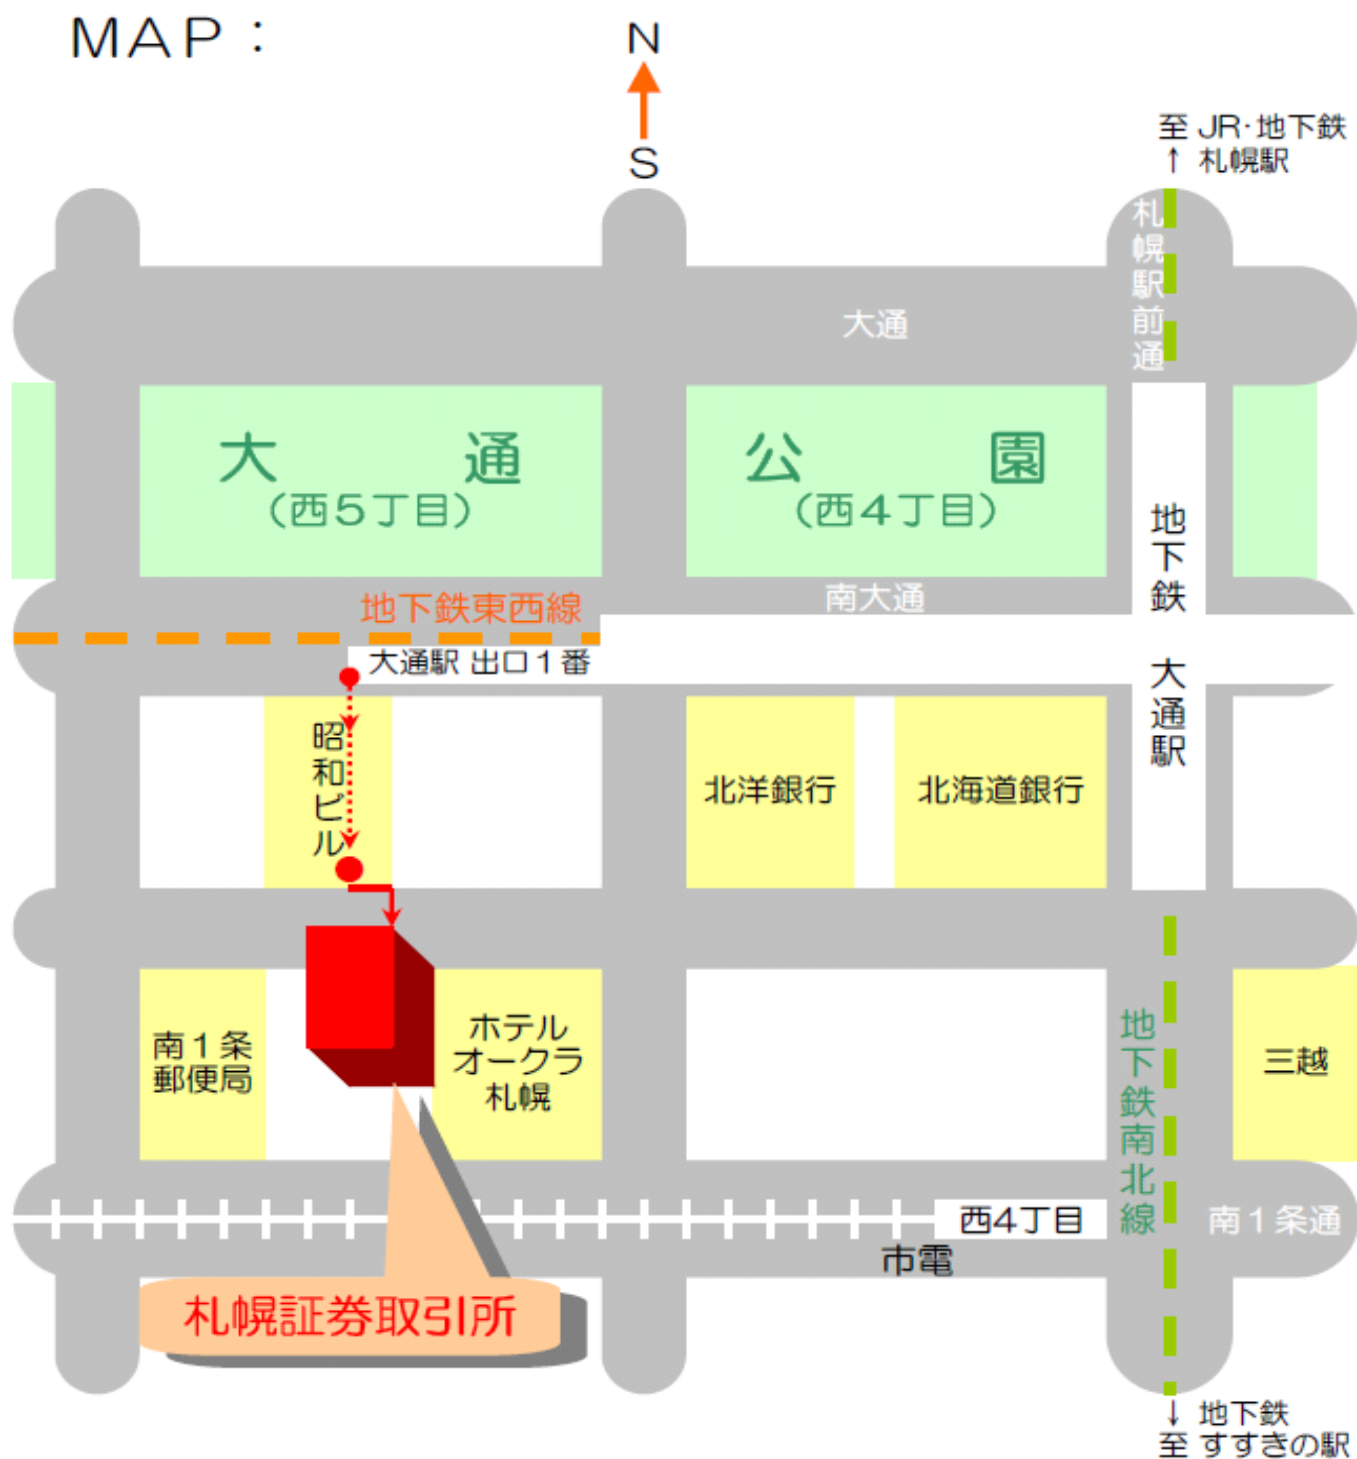 MAP：
N
S
至 JR・地下鉄
↑ 札幌駅
札幌駅前通
大通
大通公園
（西５丁目）
（西４丁目）
地下鉄 大通駅
南大通
地下鉄東西線
大通駅 出口１番
昭和ビル
北洋銀行
北海道銀行
南１条
郵便局
ホテル
オークラ
札幌
地下鉄南北線
三越
西4丁目
南１条通
市電
札幌証券取引所
↓ 地下鉄
至 すすきの駅